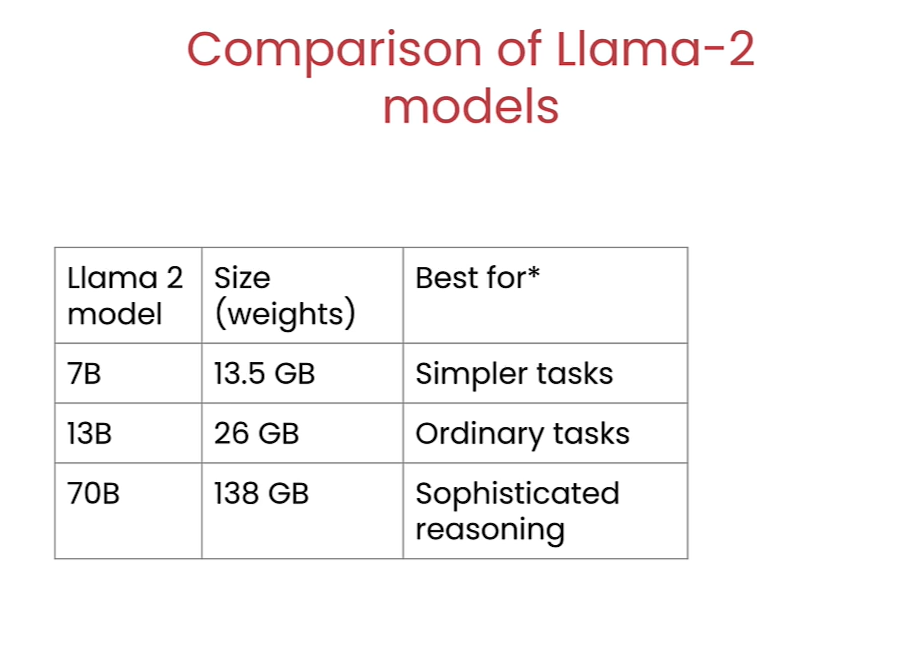 Comparison of Llama-2
models
Llama 2 model
Size (weights)
Best for*
7B
13.5 GB
Simpler tasks
13B
26 GB
Ordinary tasks
70B
138 GB
Sophisticated reasoning